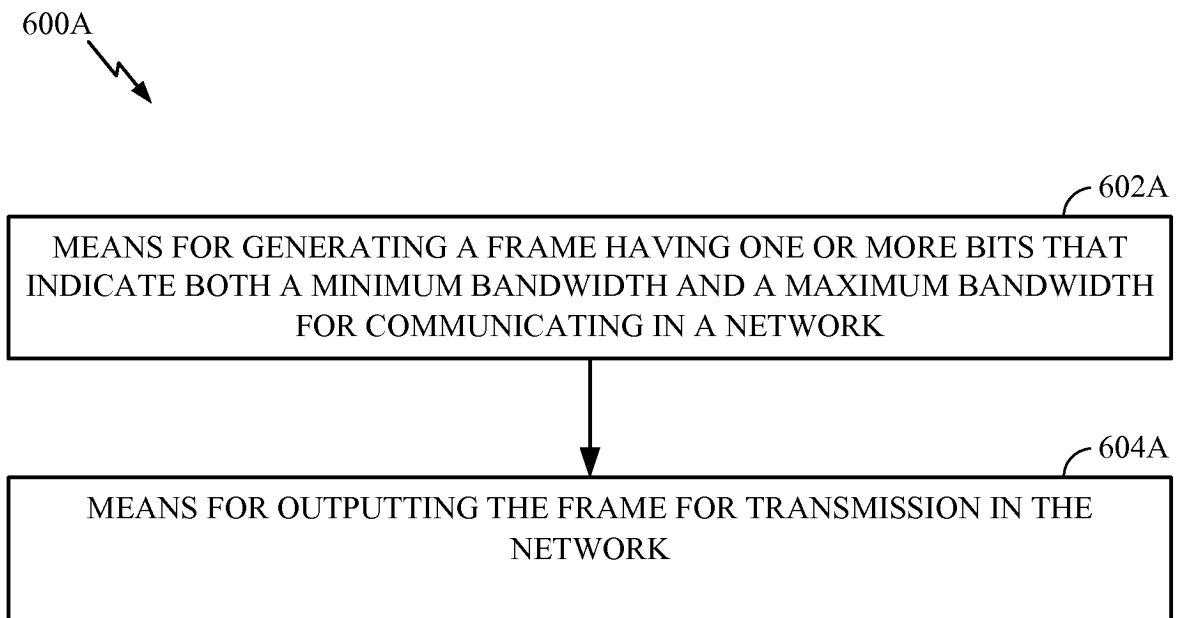 600A
602A
MEANS FOR GENERATING A FRAME HAVING ONE OR MORE BITS THAT
INDICATE BOTH A MINIMUM BANDWIDTH AND A MAXIMUM BANDWIDTH
FOR COMMUNICATING IN A NETWORK
604A
MEANS FOR OUTPUTTING THE FRAME FOR TRANSMISSION IN THE
NETWORK